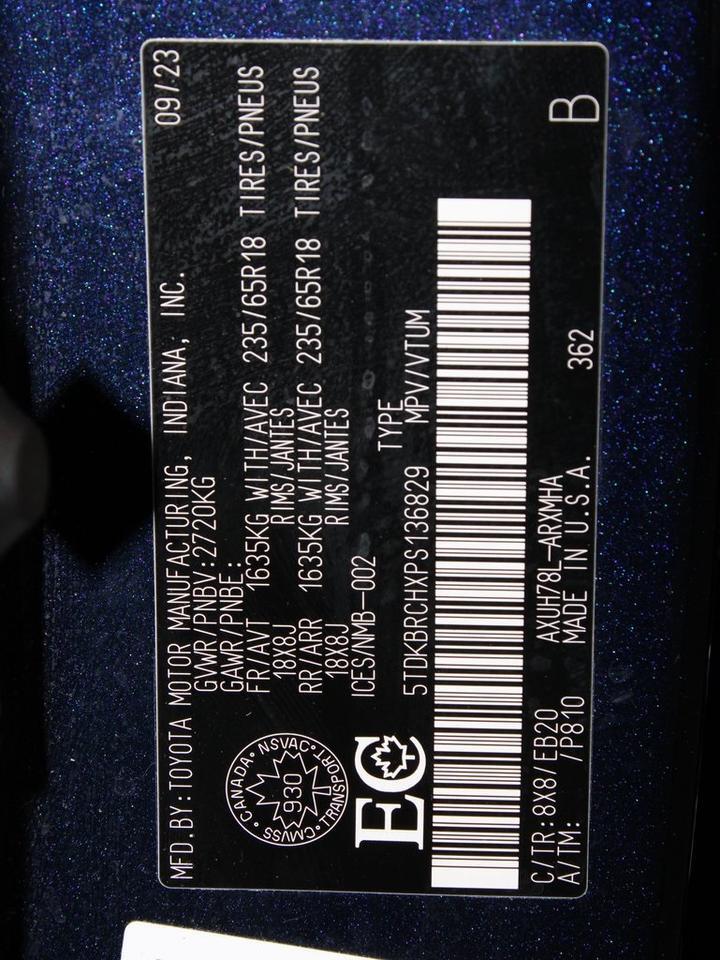 MFD.BY:TOYOTA MOTOR MANUFACTURING, INDIANA, INC. 09/23
GVWR/PNBV:2720KG
GAWR/PNBE:
FR/AVT 1635KG WITH/AVEC 235/65R18 TIRES/PNEUS
18X8J RIMS/JANTES
RR/ARR 1635KG WITH/AVEC 235/65R18 TIRES/PNEUS
18X8J RIMS/JANTES
ICES/NMB-002
CANADA • NSVAC • TRANSPORT • CMVSS
930
EC
TYPE
5TDKBRCHXPS136829 MPV/VTUM
C/TR:8X8/EB20 AXUH78L-ARXMHA
A/TM: /P810 MADE IN U.S.A. 362 B